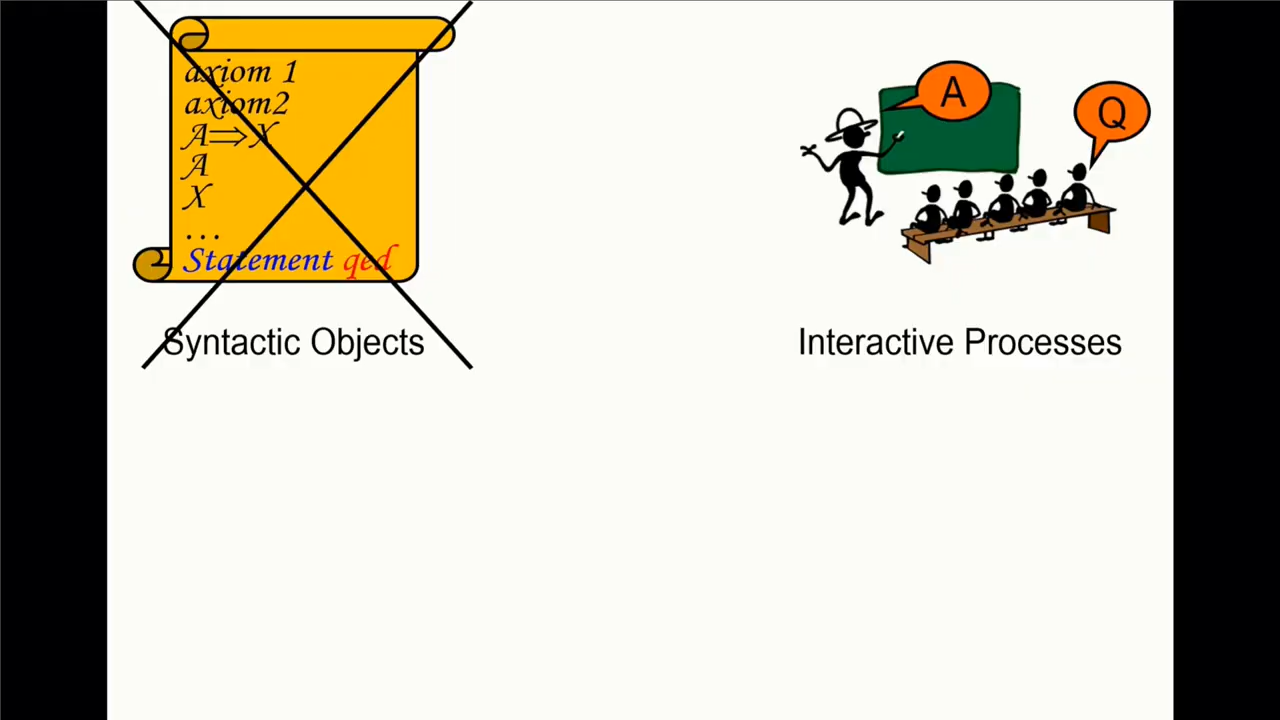 axiom 1
axiom2
A⇒X
A
X
...
Statement qed
Syntactic Objects
A
Q
Interactive Processes